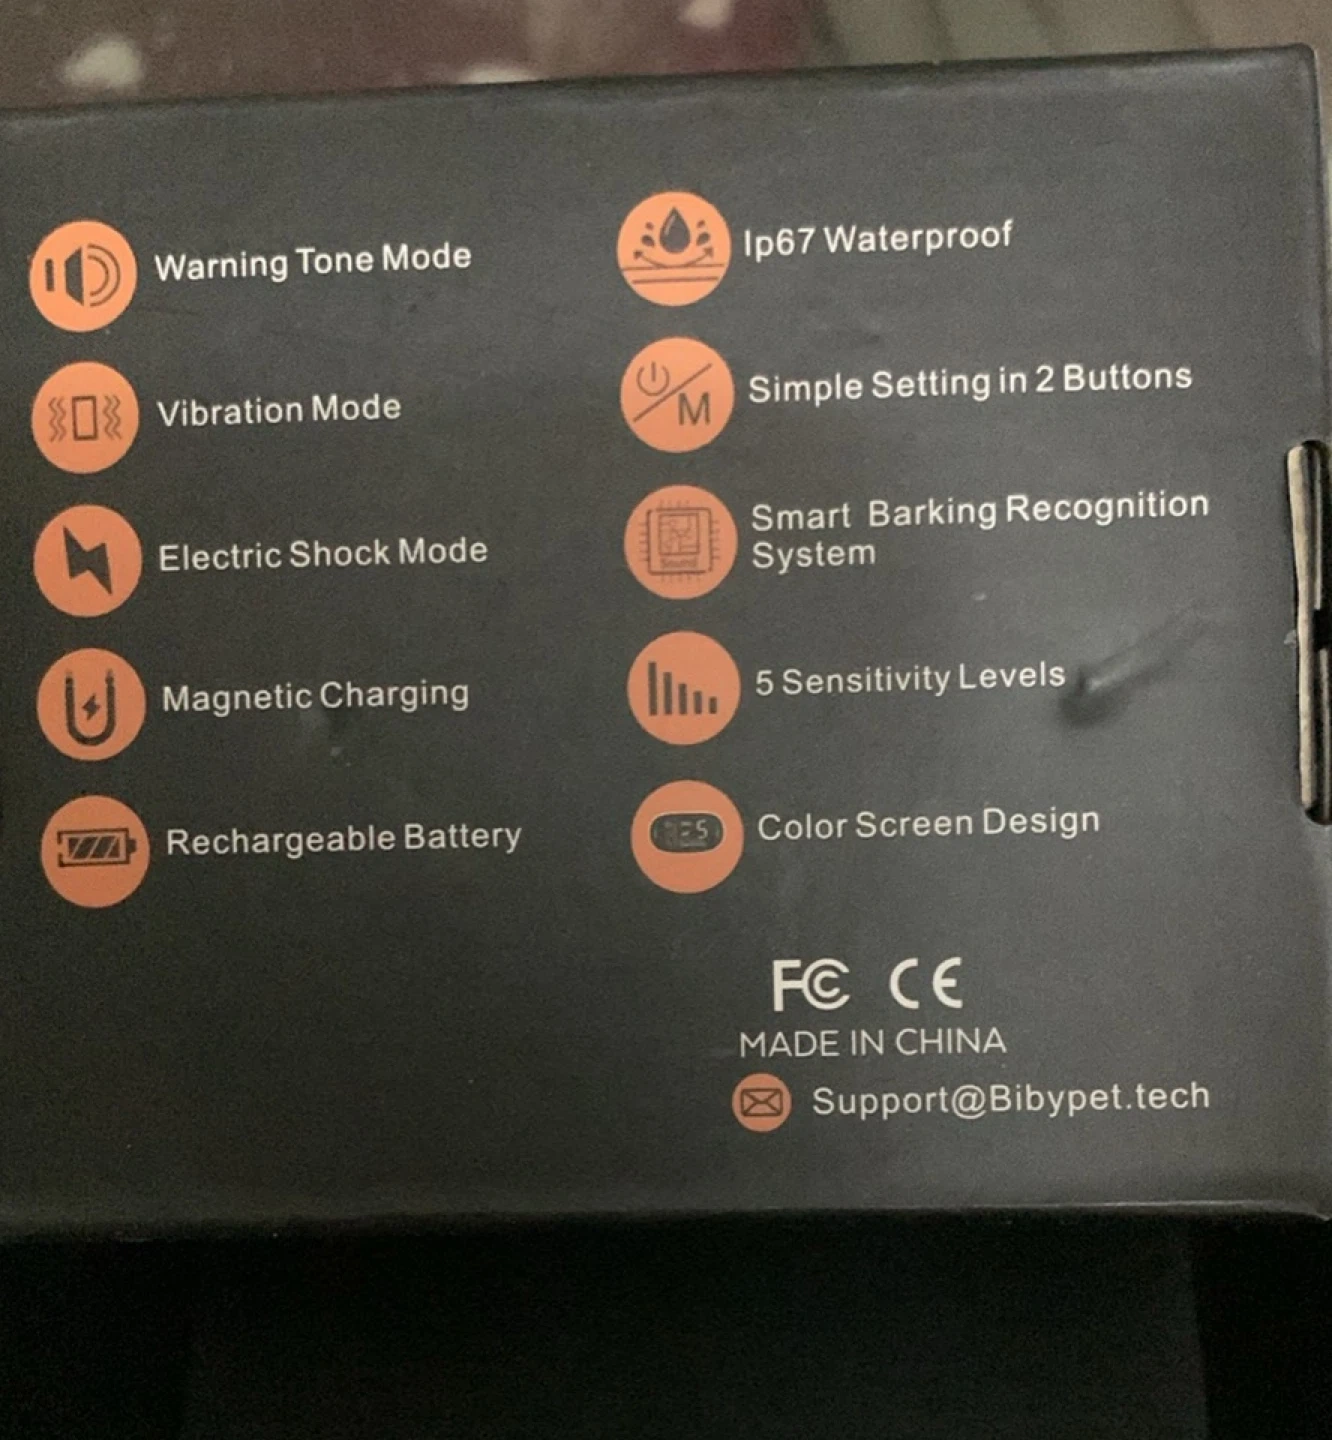 Warning Tone Mode
Vibration Mode
Electric Shock Mode
Magnetic Charging
Rechargeable Battery
Ip67 Waterproof
M
Simple Setting in 2 Buttons
Sound
Smart Barking Recognition
System
5 Sensitivity Levels
Color Screen Design
FC CE
MADE IN CHINA
Support@Bibypet.tech